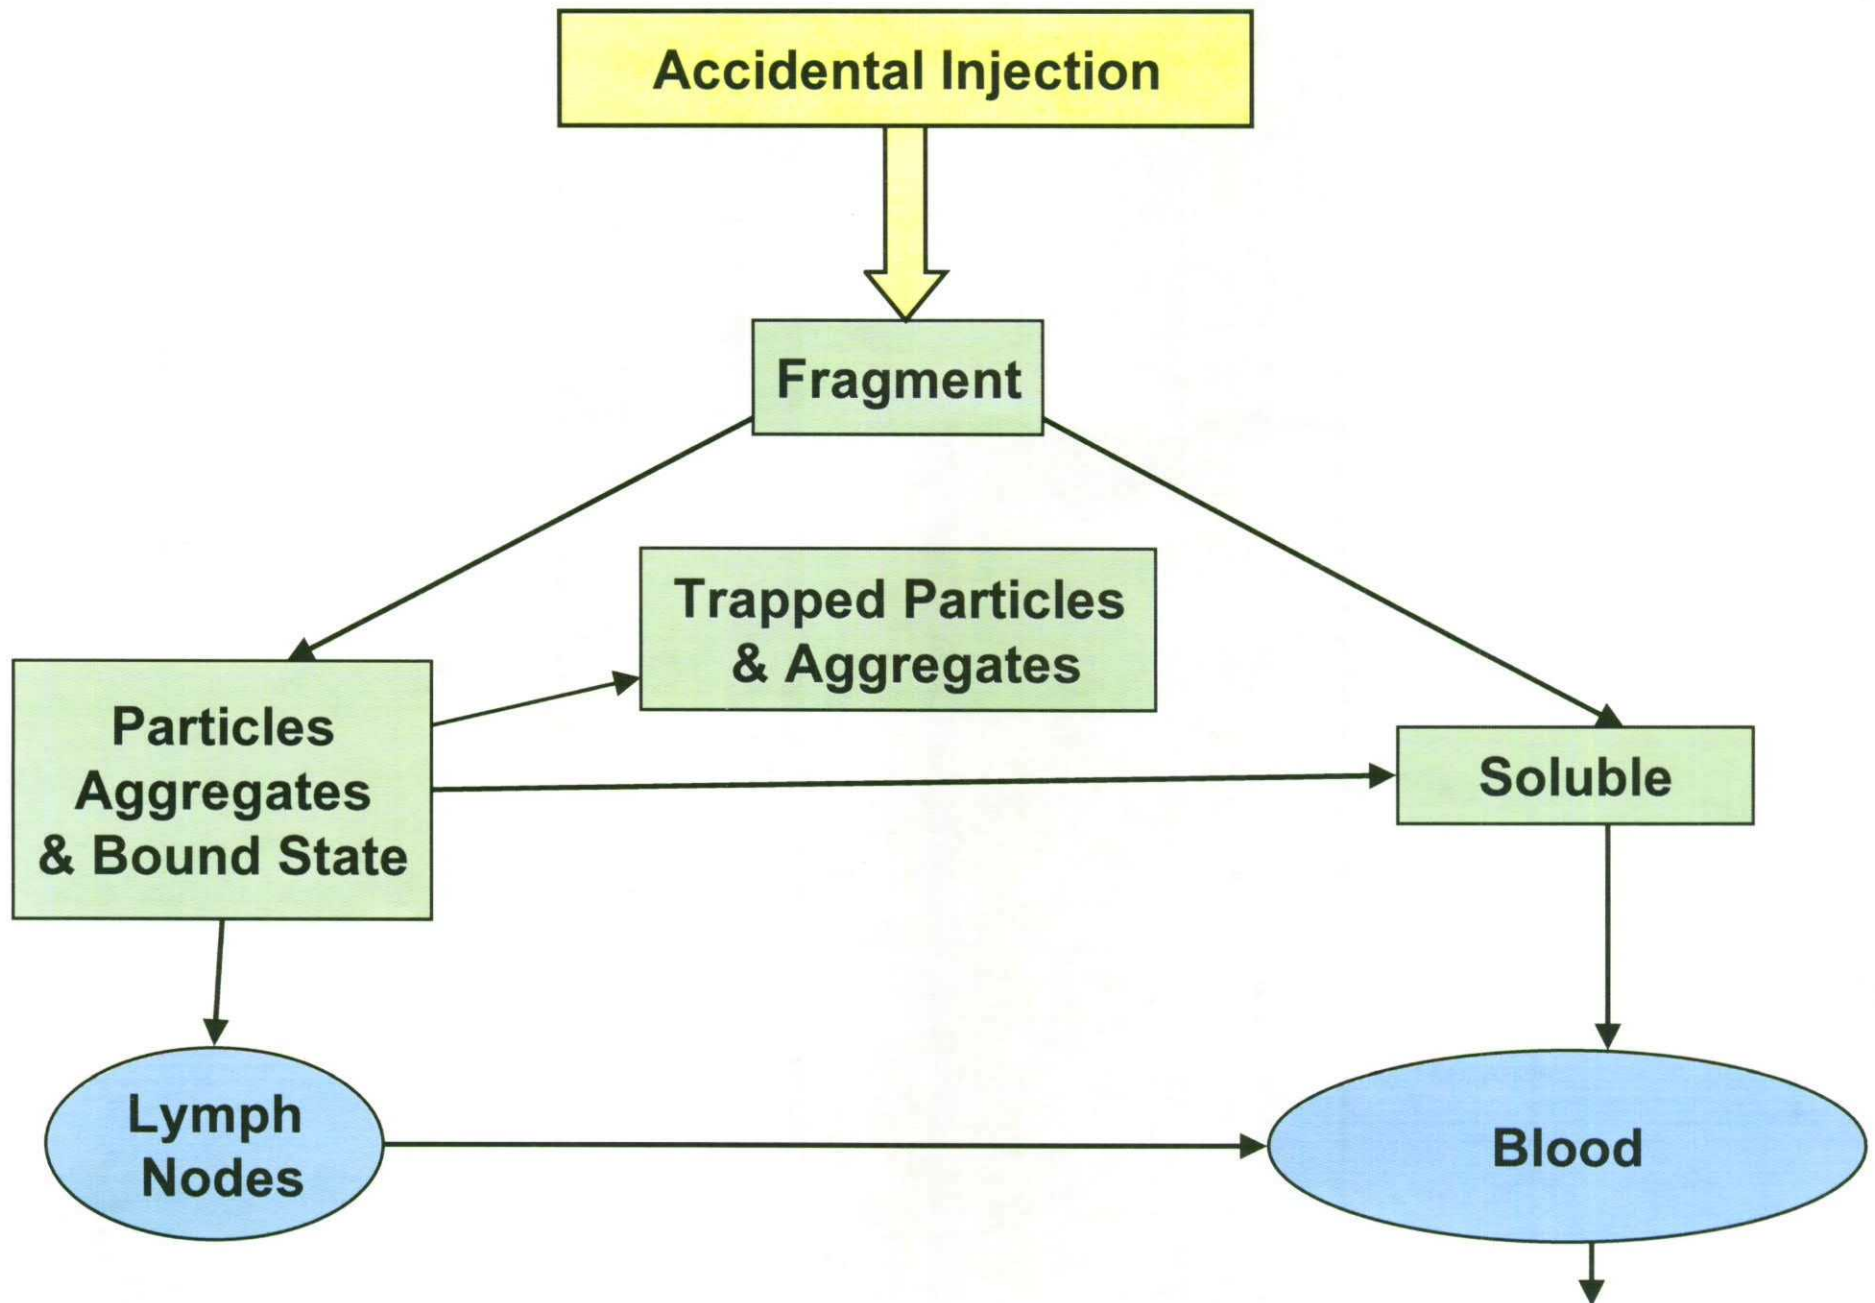 Accidental Injection
Fragment
Trapped Particles
& Aggregates
Particles
Aggregates
& Bound State
Soluble
Lymph
Nodes
Blood